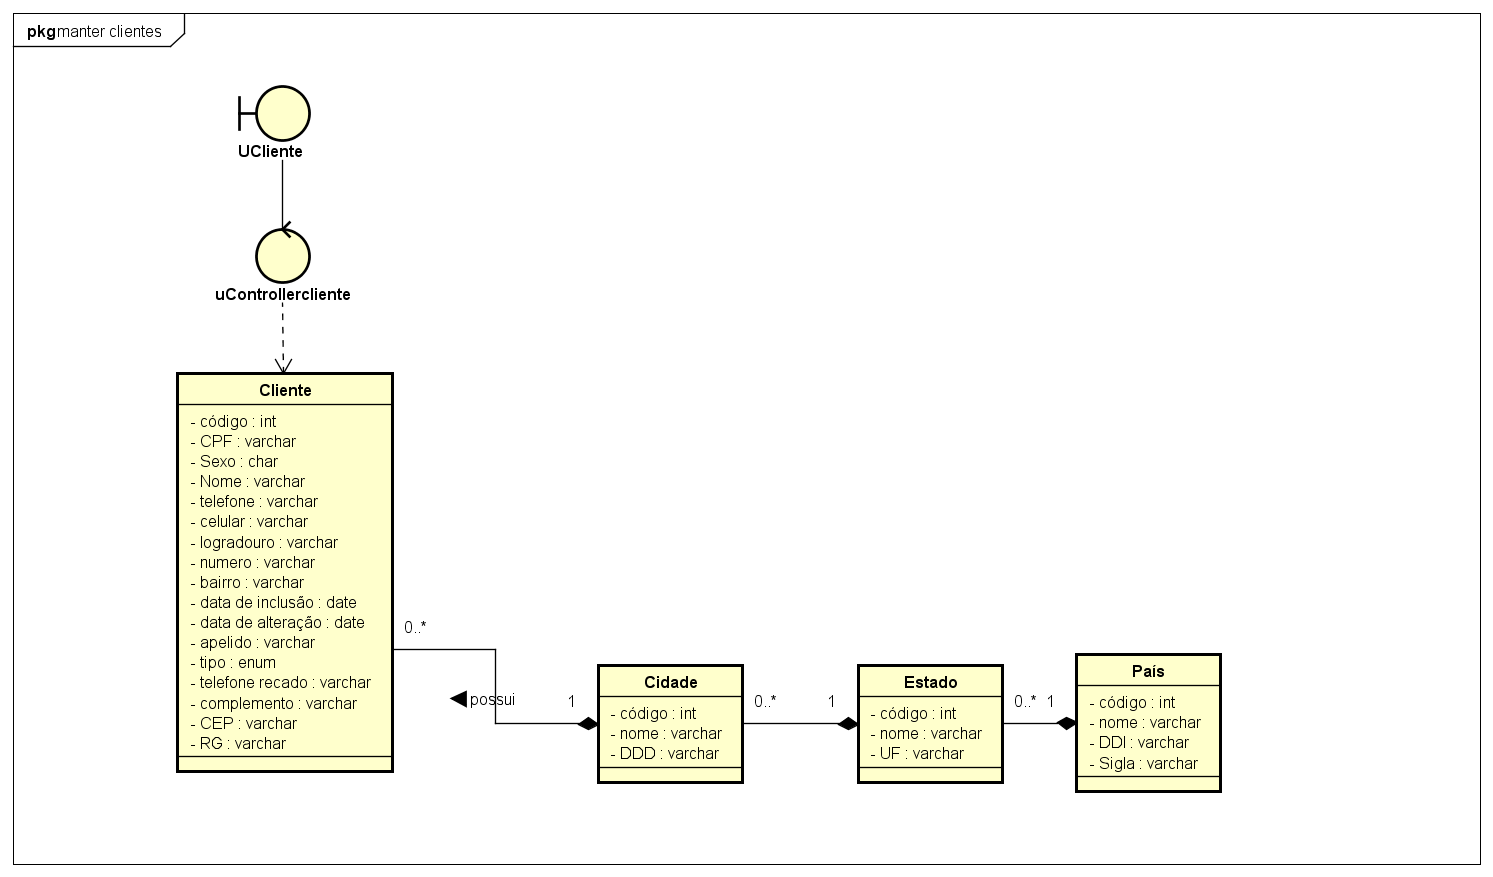 pkgmanter clientes
UCliente
uControllercliente
Cliente
- código : int
- CPF : varchar
- Sexo : char
- Nome : varchar
- telefone : varchar
- celular : varchar
- logradouro : varchar
- numero : varchar
- bairro : varchar
- data de inclusão : date
- data de alteração : date
- apelido : varchar
- tipo : enum
- telefone recado : varchar
- complemento : varchar
- CEP : varchar
- RG : varchar
0..*
possui
1
Cidade
- código : int
- nome : varchar
- DDD : varchar
0..*
1
Estado
- código : int
- nome : varchar
- UF : varchar
0..*
1
País
- código : int
- nome : varchar
- DDI : varchar
- Sigla : varchar